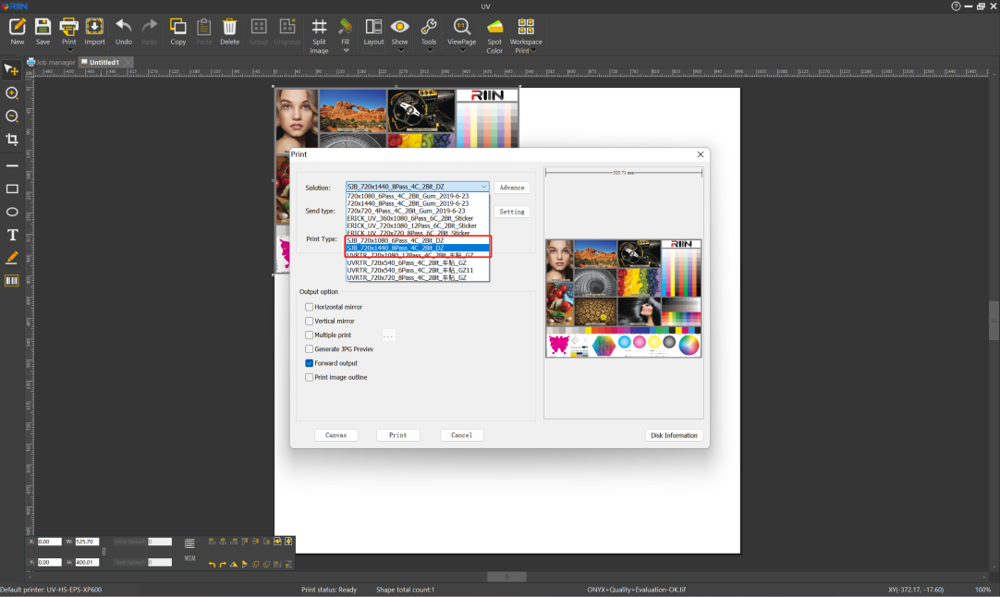 RIIN
UV
New
Save
Print
Import
Undo
Redo
Copy
Paste
Delete
Group
Ungroup
Split image
Fill
Layout
Show
Tools
ViewPage
Spot Color
Workspace Print
Job manager
Untitled1
RIIN
Print
525.71 mm
Solution:
SJB_720x1440_8Pass_4C_2Bit_DZ
Advance
720x1080_6Pass_4C_2Bit_Gum_2019-6-23
720x1440_8Pass_4C_2Bit_Gum_2019-6-23
Send type:
720x720_4Pass_4C_2Bit_Gum_2019-6-23
Setting
ERICK_UV_360x1080_6Pass_6C_2Bit_Sticker
ERICK_UV_720x1080_12Pass_6C_2Bit_Sticker
ERICK_UV_720x720_8Pass_6C_2Bit_Sticker
Print Type:
SJB_720x1080_6Pass_4C_2Bit_DZ
SJB_720x1440_8Pass_4C_2Bit_DZ
UVRTR_720x1080_12Pass_4C_2Bit_车貼_GZ
UVRTR_720x540_6Pass_4C_2Bit_车貼_GZ
UVRTR_720x540_6Pass_4C_2Bit_车貼_GZ11
UVRTR_720x720_8Pass_4C_2Bit_车貼_GZ
RIIN
Output option
Horizontal mirror
Vertical mirror
Multiple print
...
Generate JPG Preview
Forward output
Print image outline
Canvas
Print
Cancel
Disk Information
X: 0.00 W: 525.70
0
Y: 0.00 H: 400.01
0
MSM
Default printer: UV-HS-EPS-XP600
Print status: Ready
Shape total count:1
ONYX+Quality+Evaluation-OK.tif
XY(-372.17, -17.60)
100%